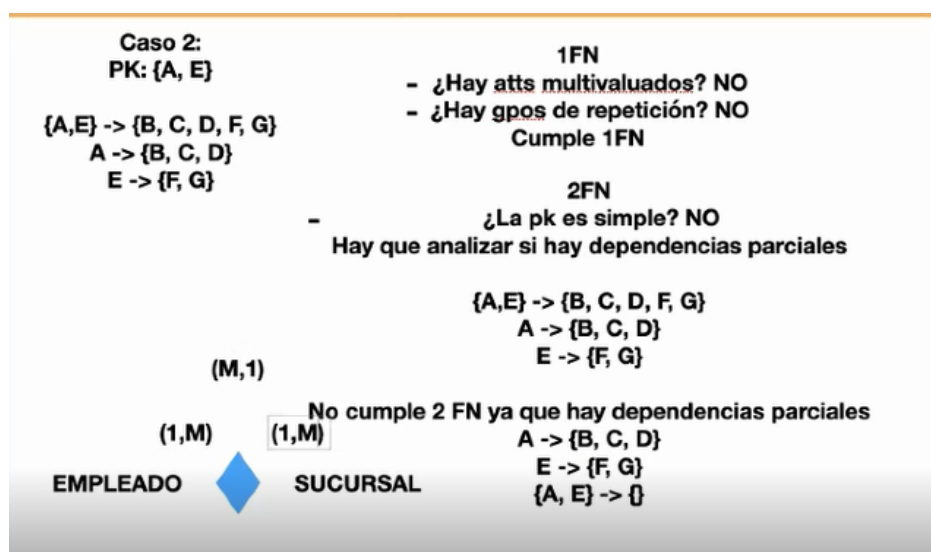 Caso 2:
PK: {A, E}
{A,E} -> {B, C, D, F, G}
A -> {B, C, D}
E -> {F, G}
(M,1)
(1,M)
(1,M)
EMPLEADO
SUCURSAL
1FN
- ¿Hay atts multivaluados? NO
- ¿Hay gpos de repetición? NO
Cumple 1FN
2FN
- ¿La pk es simple? NO
Hay que analizar si hay dependencias parciales
{A,E} -> {B, C, D, F, G}
A -> {B, C, D}
E -> {F, G}
No cumple 2 FN ya que hay dependencias parciales
A -> {B, C, D}
E -> {F, G}
{A, E} -> {}